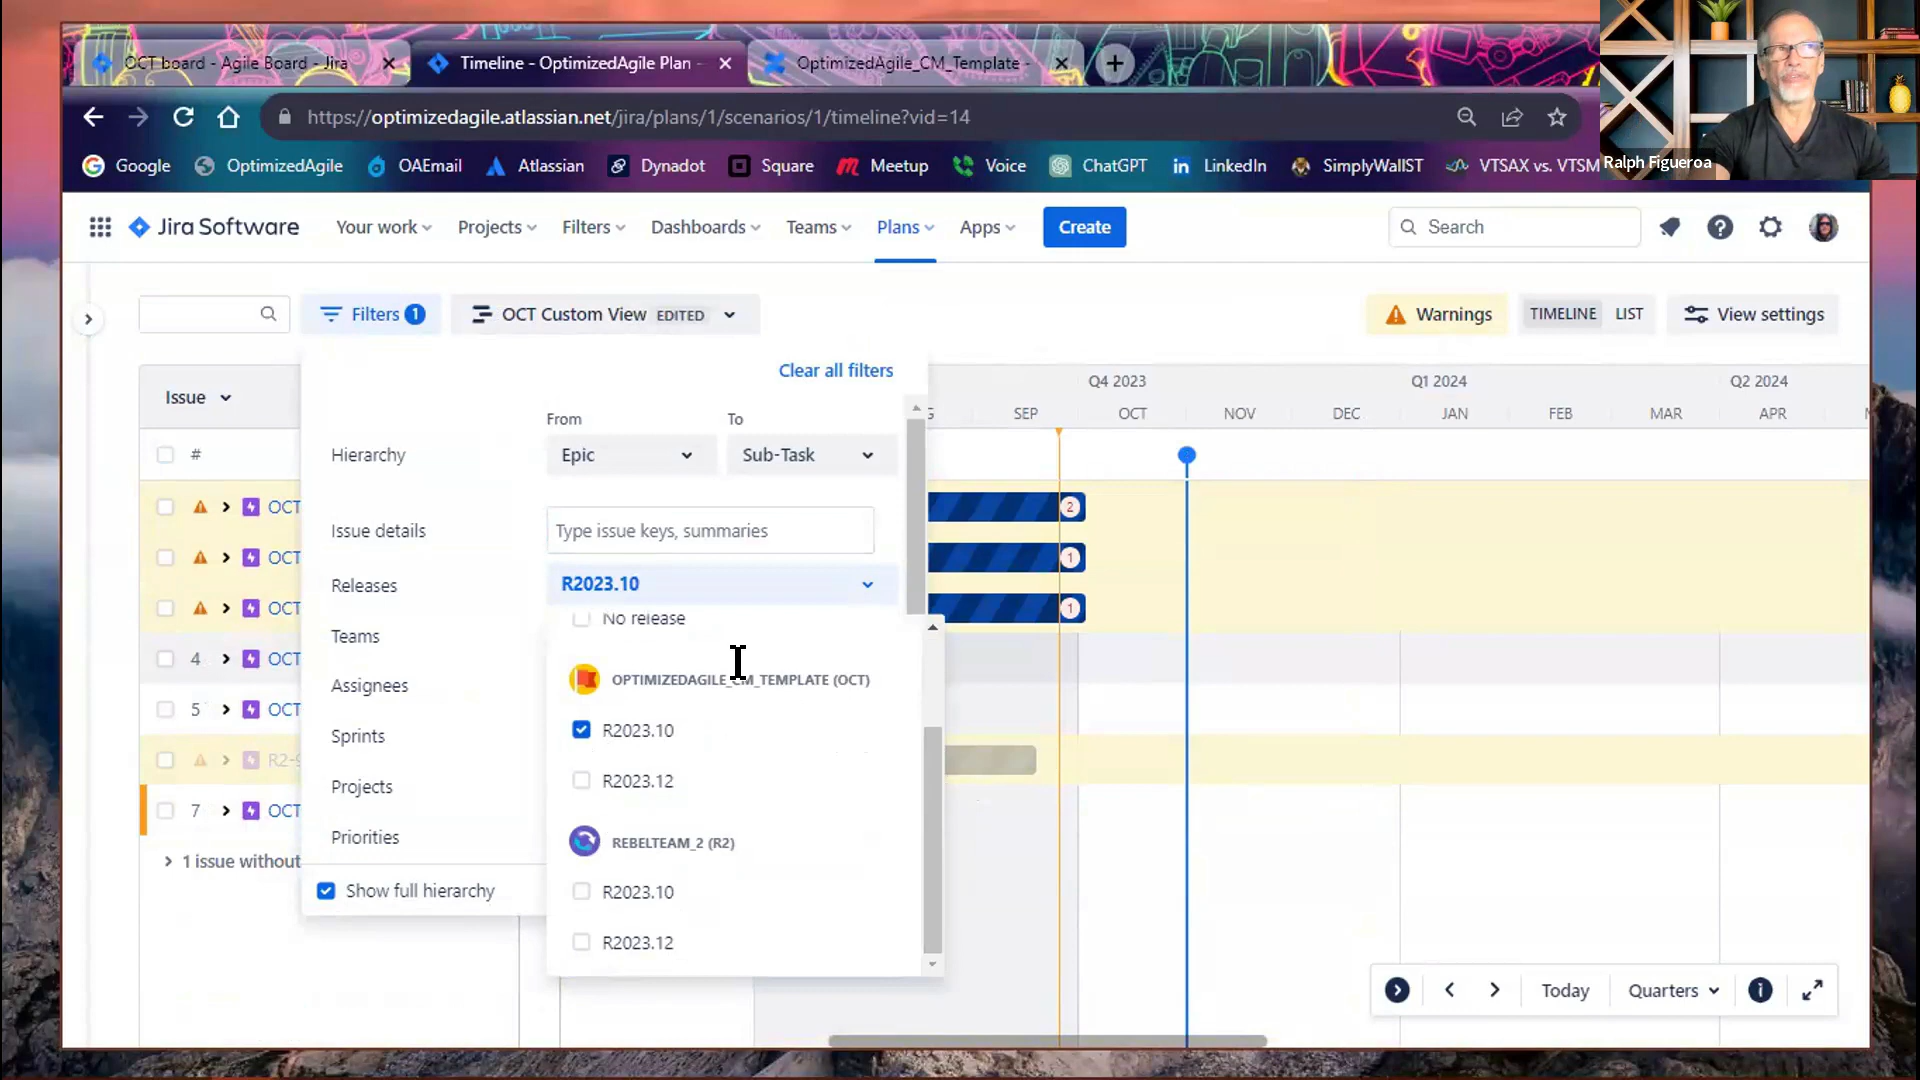 OCT board - Agile Board - Jira
Timeline - OptimizedAgile Plan -
OptimizedAgile_CM_Template -
https://optimizedagile.atlassian.net/jira/plans/1/scenarios/1/timeline?vid=14
Google
OptimizedAgile
OAEmail
Atlassian
Dynadot
Square
Meetup
Voice
ChatGPT
LinkedIn
SimplyWallST
VTSAX vs. VTSM
Ralph Figueroa
Jira Software
Your work
Projects
Filters
Dashboards
Teams
Plans
Apps
Create
Search
Filters 1
OCT Custom View EDITED
Warnings
TIMELINE
LIST
View settings
Clear all filters
Issue
Q4 2023
Q1 2024
Q2 2024
SEP
OCT
NOV
DEC
JAN
FEB
MAR
APR
From
To
#
Hierarchy
Epic
Sub-Task
OCT
2
Issue details
Type issue keys, summaries
OCT
1
Releases
R2023.10
OCT
1
No release
Teams
4
OCT
OPTIMIZEDAGILE_CM_TEMPLATE (OCT)
Assignees
5
OCT
R2023.10
Sprints
R2-9
R2023.12
Projects
7
OCT
REBELTEAM_2 (R2)
Priorities
1 issue without
R2023.10
Show full hierarchy
R2023.12
Today
Quarters